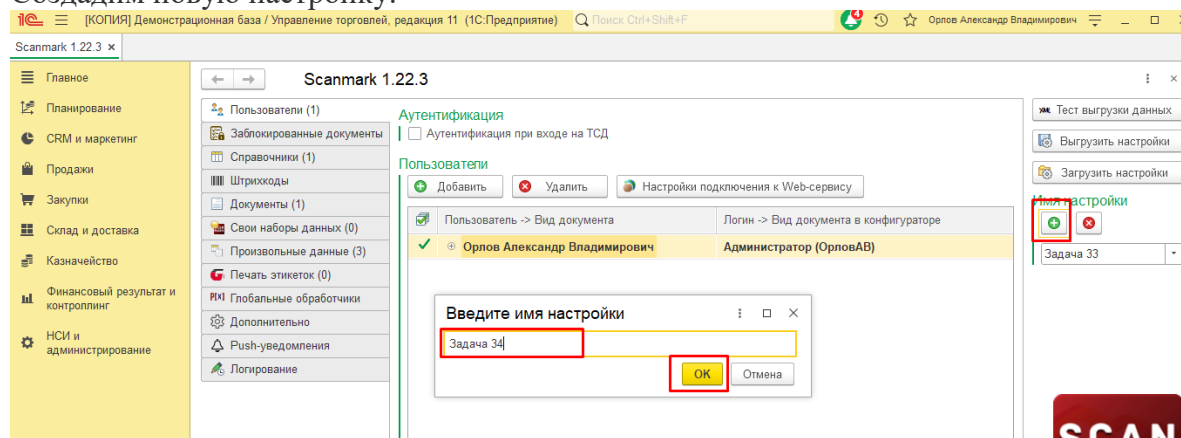 Создадим новую настройку.
1С [КОПИЯ] Демонстрационная база / Управление торговлей, редакция 11 (1С:Предприятие) Поиск Ctrl+Shift+F 4 Орлов Александр Владимирович
Scanmark 1.22.3 ×
Главное
Планирование
CRM и маркетинг
Продажи
Закупки
Склад и доставка
Казначейство
Финансовый результат и
контроллинг
НСИ и
администрирование
Scanmark 1.22.3
Пользователи (1)
Заблокированные документы
Справочники (1)
Штрихкоды
Документы (1)
Свои наборы данных (0)
Произвольные данные (3)
Печать этикеток (0)
Глобальные обработчики
Дополнительно
Push-уведомления
Логирование
Аутентификация
Аутентификация при входе на ТСД
Пользователи
Добавить Удалить Настройки подключения к Web-сервису
Пользователь -> Вид документа Логин -> Вид документа в конфигураторе
Орлов Александр Владимирович Администратор (ОрловАВ)
Введите имя настройки
Задача 34
ОК Отмена
XML Тест выгрузки данных
Выгрузить настройки
Загрузить настройки
Имя настройки
Задача 33
SCAN